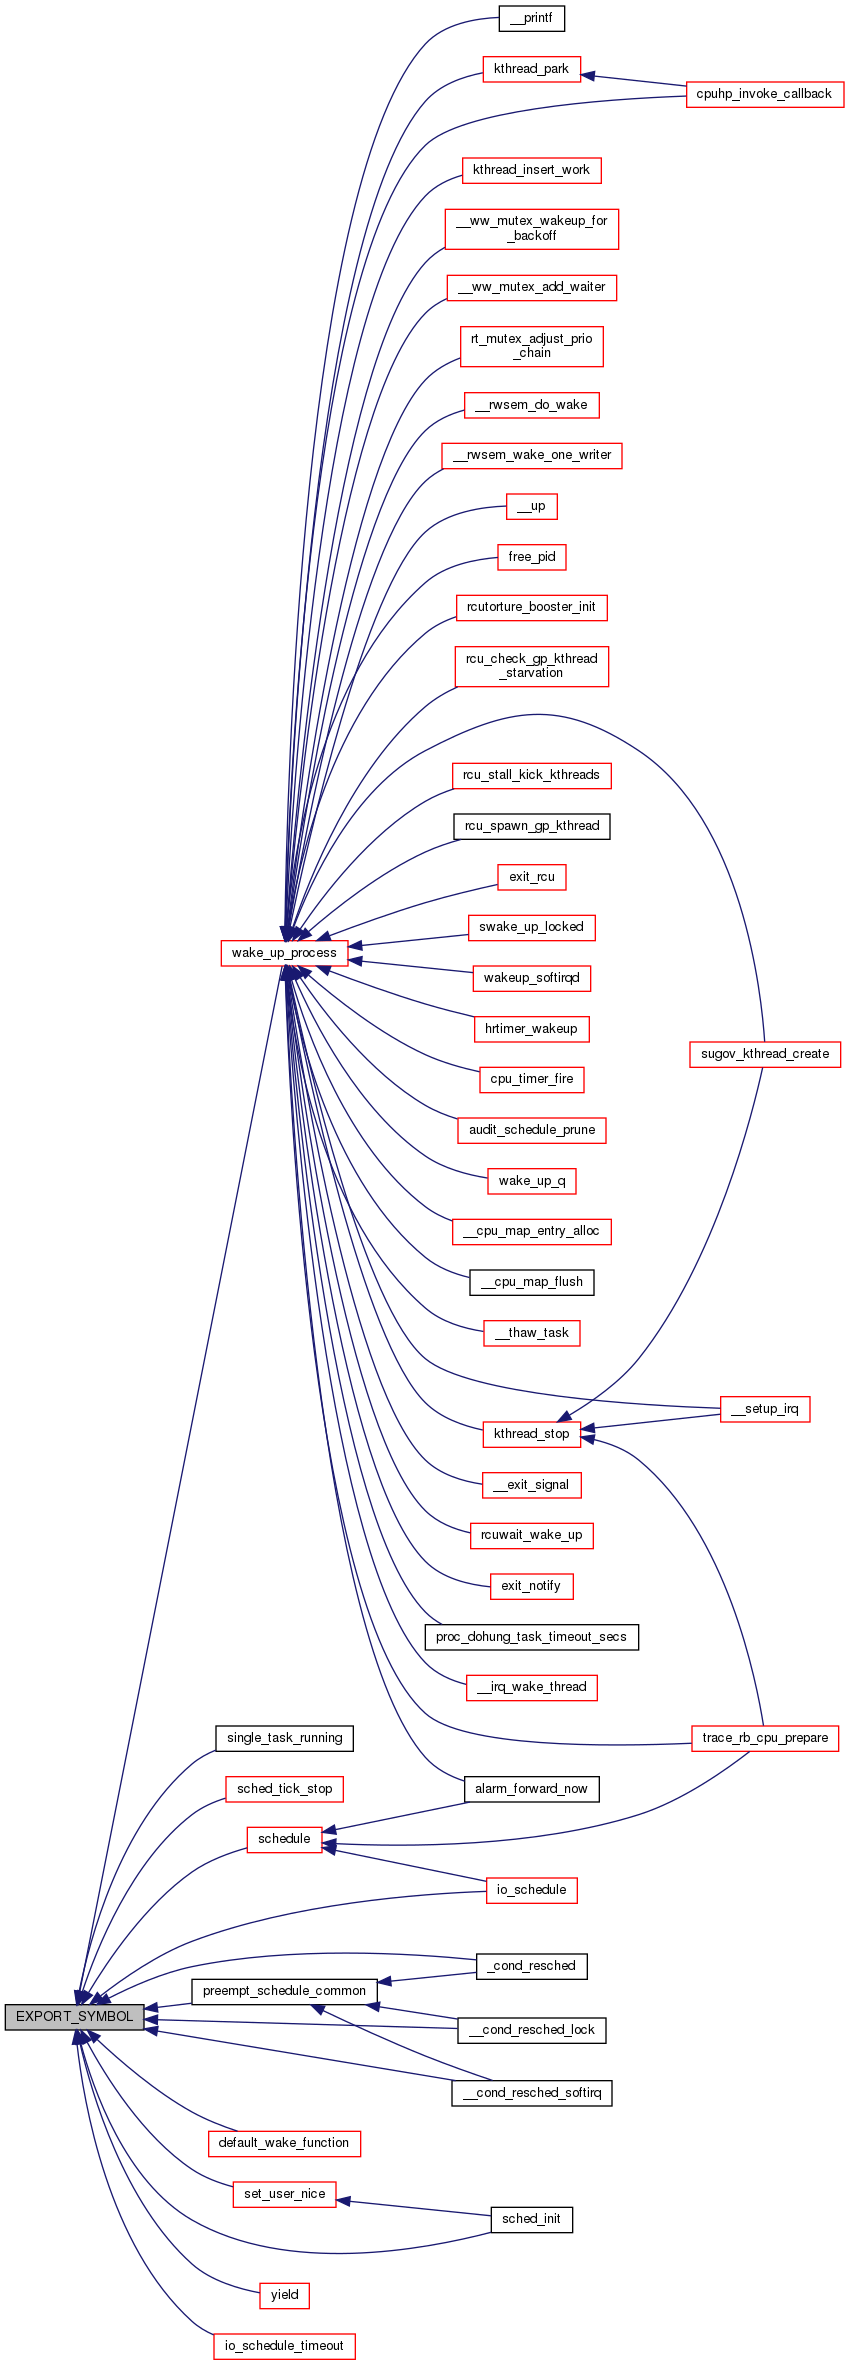 __printf
kthread_park
cpuhp_invoke_callback
kthread_insert_work
__ww_mutex_wakeup_for
_backoff
__ww_mutex_add_waiter
rt_mutex_adjust_prio
_chain
__rwsem_do_wake
__rwsem_wake_one_writer
__up
free_pid
rcutorture_booster_init
rcu_check_gp_kthread
_starvation
rcu_stall_kick_kthreads
rcu_spawn_gp_kthread
exit_rcu
swake_up_locked
wake_up_process
wakeup_softirqd
hrtimer_wakeup
sugov_kthread_create
cpu_timer_fire
audit_schedule_prune
wake_up_q
__cpu_map_entry_alloc
__cpu_map_flush
__thaw_task
__setup_irq
kthread_stop
__exit_signal
rcuwait_wake_up
exit_notify
proc_dohung_task_timeout_secs
__irq_wake_thread
single_task_running
trace_rb_cpu_prepare
sched_tick_stop
alarm_forward_now
schedule
io_schedule
_cond_resched
preempt_schedule_common
EXPORT_SYMBOL
__cond_resched_lock
__cond_resched_softirq
default_wake_function
set_user_nice
sched_init
yield
io_schedule_timeout